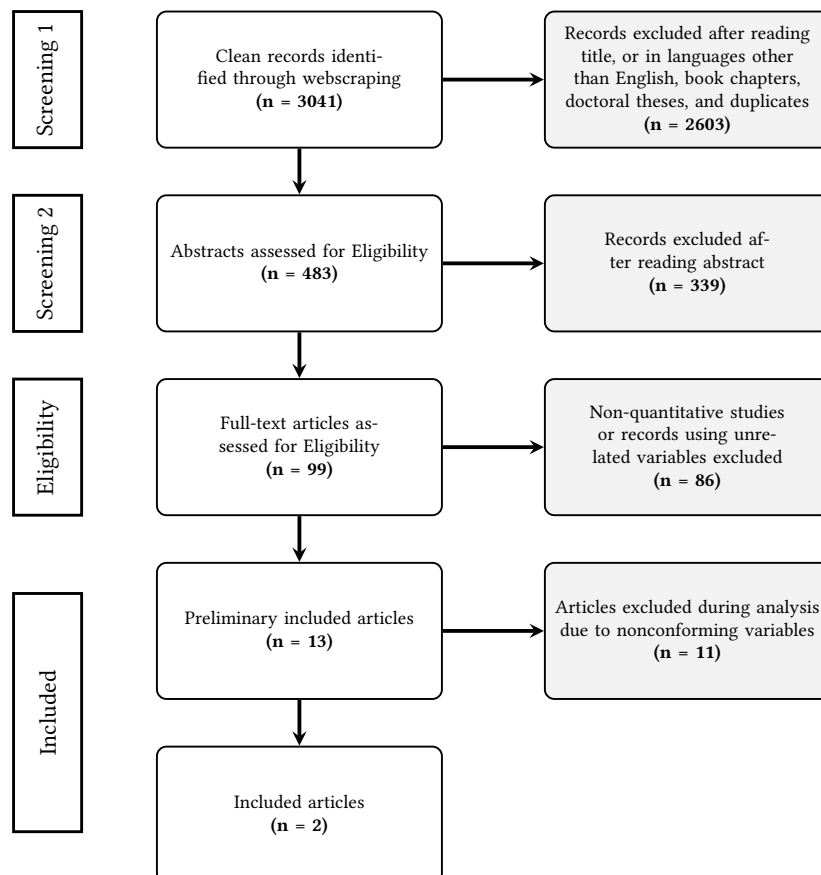 Screening 1
Clean records identi-
fied through webscraping
(n = 3041)
Records excluded after reading
title, or in languages other
than English, book chapters,
doctoral theses, and duplicates
(n = 2603)
Screening 2
Abstracts assessed for Eligibility
(n = 483)
Records excluded af-
ter reading abstract
(n = 339)
Eligibility
Full-text articles as-
sessed for Eligibility
(n = 99)
Non-quantitative studies
or records using unre-
lated variables excluded
(n = 86)
Included
Preliminary included articles
(n = 13)
Articles excluded during analysis
due to nonconforming variables
(n = 11)
Included articles
(n = 2)